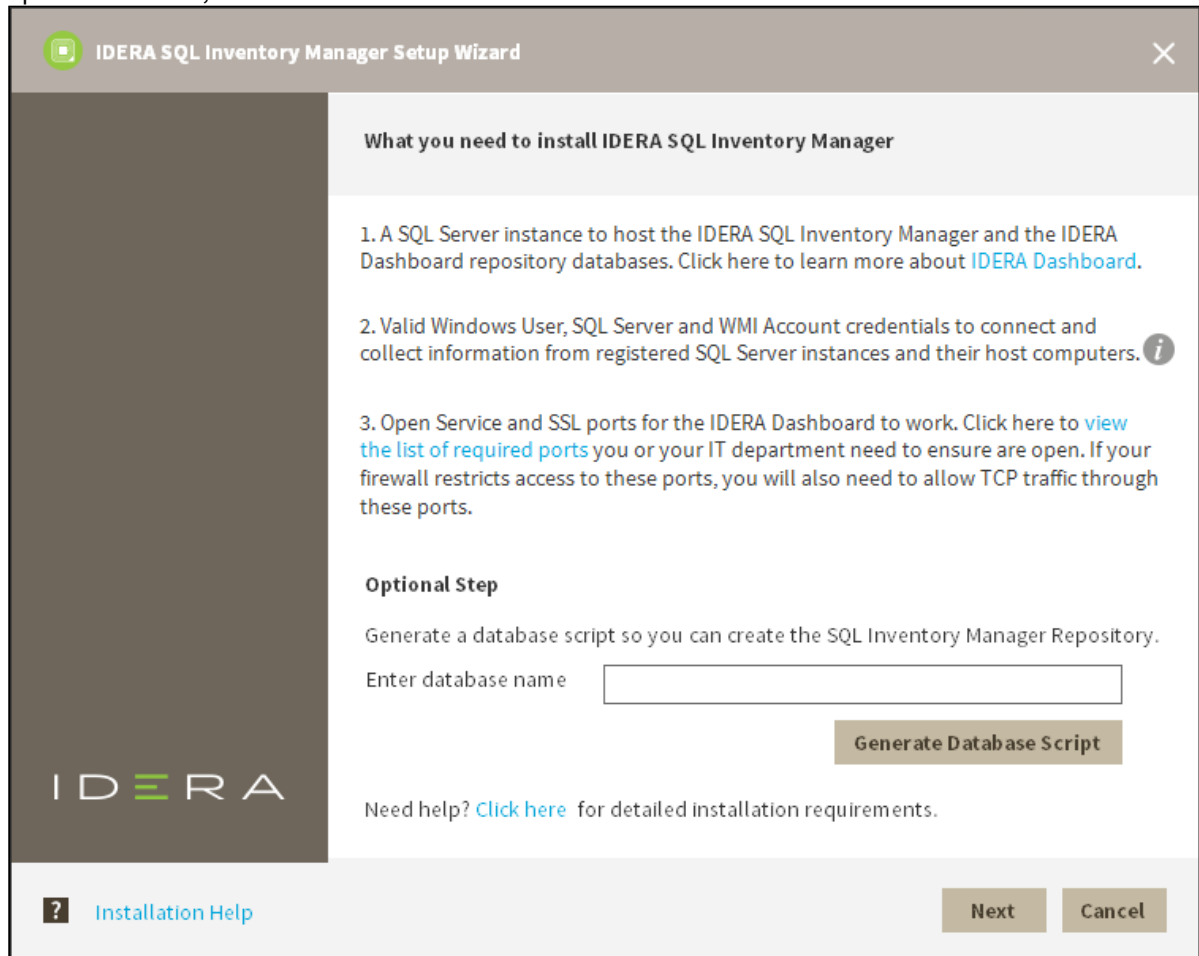 IDERA SQL Inventory Manager Setup Wizard
What you need to install IDERA SQL Inventory Manager
1. A SQL Server instance to host the IDERA SQL Inventory Manager and the IDERA
Dashboard repository databases. Click here to learn more about IDERA Dashboard.
2. Valid Windows User, SQL Server and WMI Account credentials to connect and
collect information from registered SQL Server instances and their host computers.
3. Open Service and SSL ports for the IDERA Dashboard to work. Click here to view
the list of required ports you or your IT department need to ensure are open. If your
firewall restricts access to these ports, you will also need to allow TCP traffic through
these ports.
Optional Step
Generate a database script so you can create the SQL Inventory Manager Repository.
Enter database name
Generate Database Script
IDERA
Need help? Click here for detailed installation requirements.
? Installation Help
Next Cancel